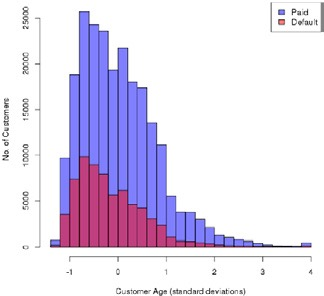 Paid
Default
No. of Customers
25000
20000
15000
10000
5000
0
-1 0 1 2 3 4
Customer Age (standard deviations)